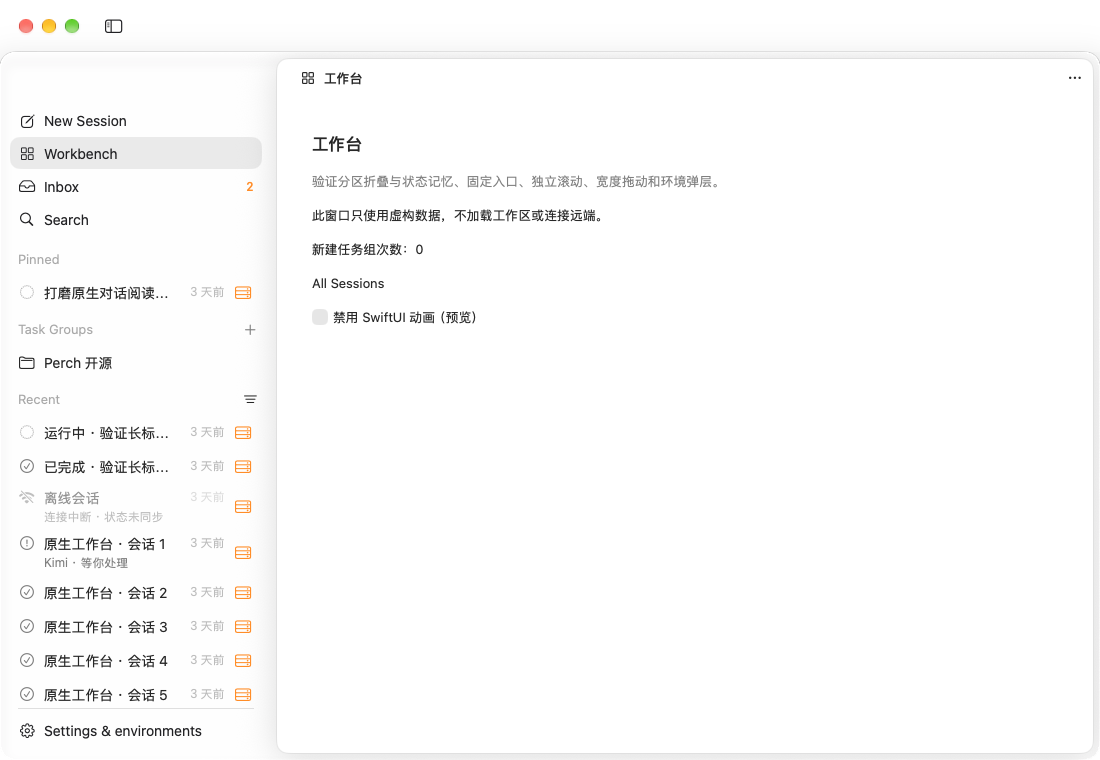 工作台
New Session
Workbench
Inbox 2
Search
Pinned
打磨原生对话阅读… 3 天前
Task Groups
Perch 开源
Recent
运行中 · 验证长标… 3 天前
已完成 · 验证长标… 3 天前
离线会话 3 天前
连接中断 · 状态未同步
原生工作台 · 会话 1 3 天前
Kimi · 等你处理
原生工作台 · 会话 2 3 天前
原生工作台 · 会话 3 3 天前
原生工作台 · 会话 4 3 天前
原生工作台 · 会话 5 3 天前
Settings & environments
工作台
验证分区折叠与状态记忆、固定入口、独立滚动、宽度拖动和环境弹层。
此窗口只使用虚构数据，不加载工作区或连接远端。
新建任务组次数：0
All Sessions
禁用 SwiftUI 动画（预览）